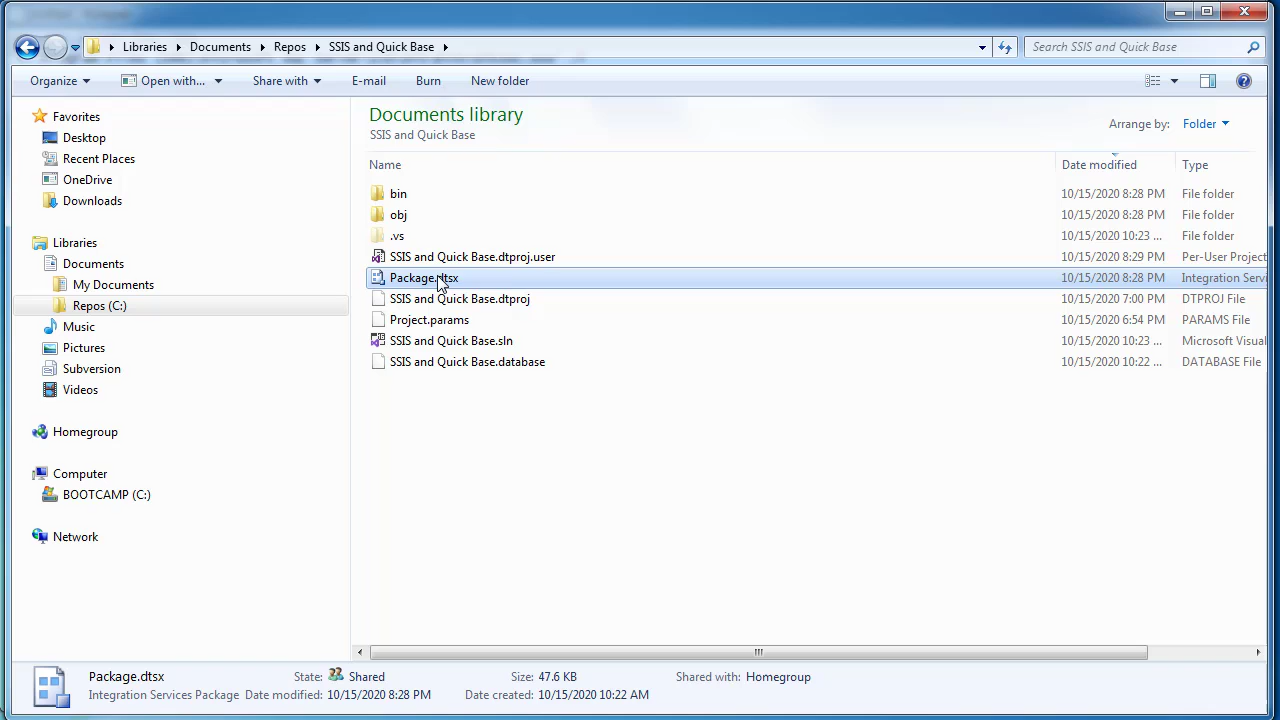 Libraries Documents Repos SSIS and Quick Base
Search SSIS and Quick Base
Organize Open with... Share with E-mail Burn New folder
Favorites
Desktop
Recent Places
OneDrive
Downloads
Libraries
Documents
My Documents
Repos (C:)
Music
Pictures
Subversion
Videos
Homegroup
Computer
BOOTCAMP (C:)
Network
Documents library
SSIS and Quick Base
Arrange by: Folder
Name Date modified Type
bin 10/15/2020 8:28 PM File folder
obj 10/15/2020 8:28 PM File folder
.vs 10/15/2020 10:23 ... File folder
SSIS and Quick Base.dtproj.user 10/15/2020 8:29 PM Per-User Project
Package.dtsx 10/15/2020 8:28 PM Integration Servi
SSIS and Quick Base.dtproj 10/15/2020 7:00 PM DTPROJ File
Project.params 10/15/2020 6:54 PM PARAMS File
SSIS and Quick Base.sln 10/15/2020 10:23 ... Microsoft Visual
SSIS and Quick Base.database 10/15/2020 10:22 ... DATABASE File
Package.dtsx State: Shared Size: 47.6 KB Shared with: Homegroup
Integration Services Package Date modified: 10/15/2020 8:28 PM Date created: 10/15/2020 10:22 AM